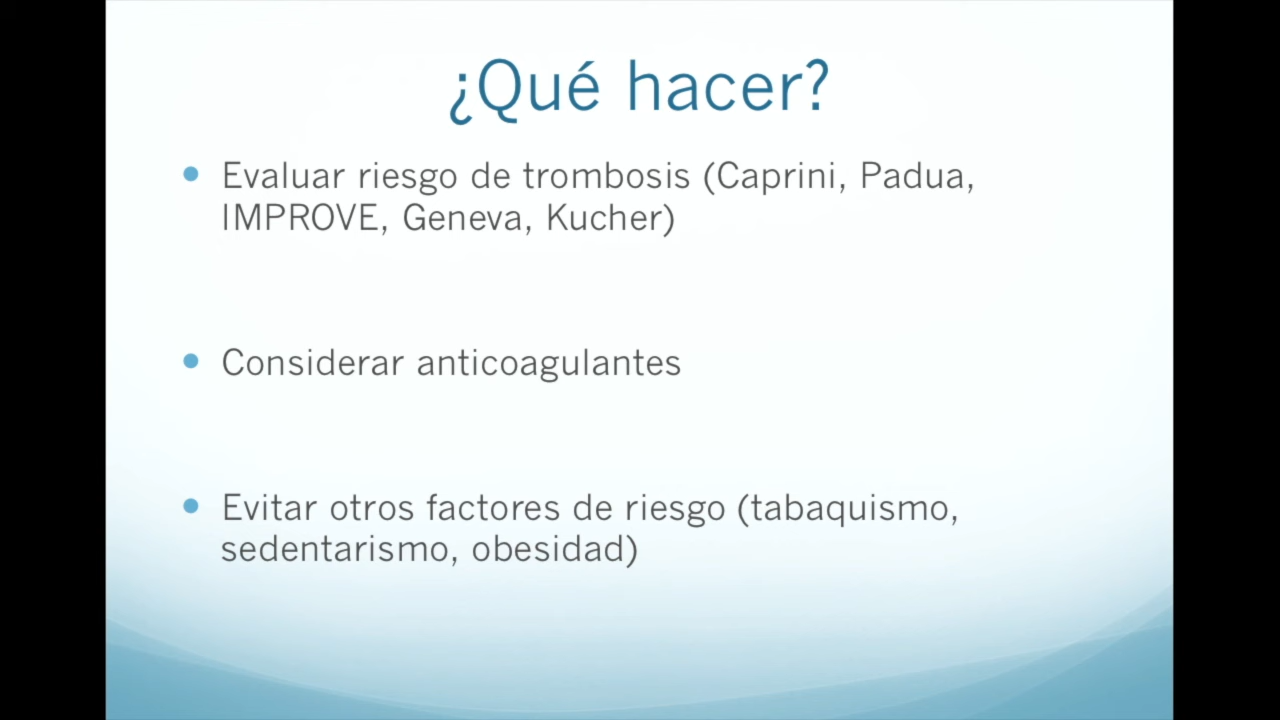 ¿Qué hacer?
Evaluar riesgo de trombosis (Caprini, Padua,
IMPROVE, Geneva, Kucher)
Considerar anticoagulantes
Evitar otros factores de riesgo (tabaquismo,
sedentarismo, obesidad)